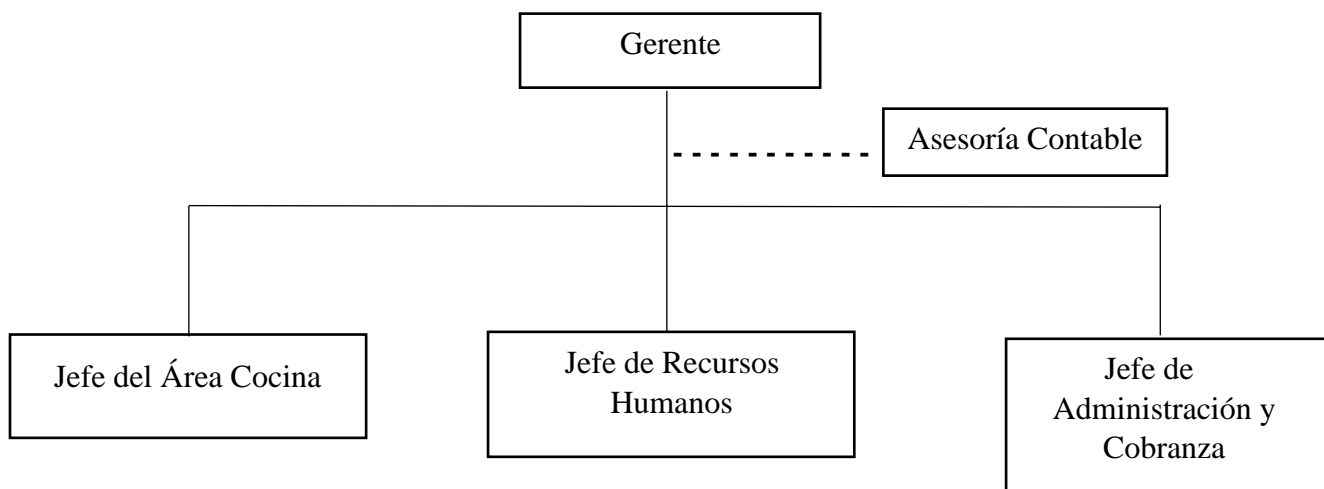 Gerente
Asesoría Contable
Jefe del Área Cocina
Jefe de Recursos
Humanos
Jefe de
Administración y
Cobranza